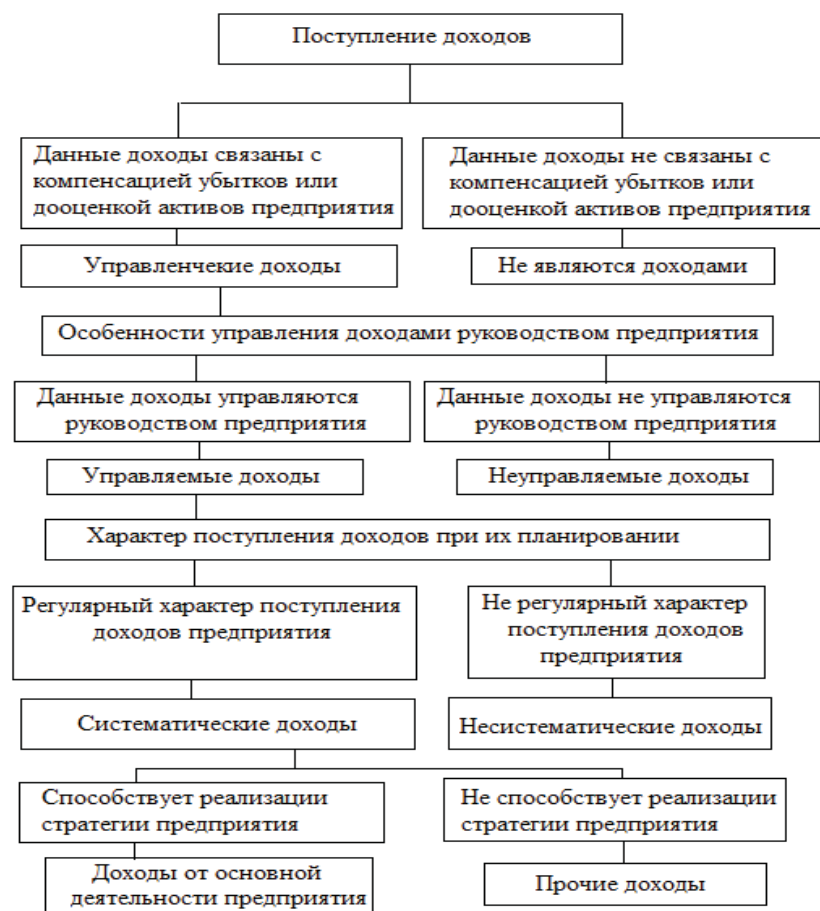 Поступление доходов
Данные доходы связаны с
компенсацией убытков или
дооценкой активов предприятия
Данные доходы не связаны с
компенсацией убытков или
дооценкой активов предприятия
Управленчекие доходы
Не являются доходами
Особенности управления доходами руководством предприятия
Данные доходы управляются
руководством предприятия
Данные доходы не управляются
руководством предприятия
Управляемые доходы
Неуправляемые доходы
Характер поступления доходов при их планировании
Регулярный характер поступления
доходов предприятия
Не регулярный характер
поступления доходов
предприятия
Систематические доходы
Несистематические доходы
Способствует реализации
стратегии предприятия
Не способствует реализации
стратегии предприятия
Доходы от основной
деятельности предприятия
Прочие доходы